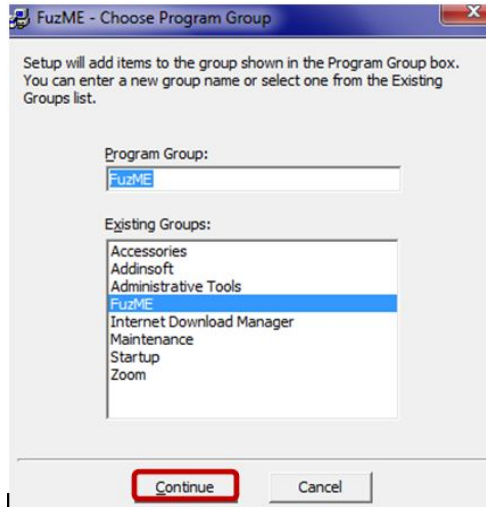 FuzME - Choose Program Group
Setup will add items to the group shown in the Program Group box.
You can enter a new group name or select one from the Existing
Groups list.
Program Group:
FuzME
Existing Groups:
Accessories
Addinsoft
Administrative Tools
FuzME
Internet Download Manager
Maintenance
Startup
Zoom
Continue
Cancel